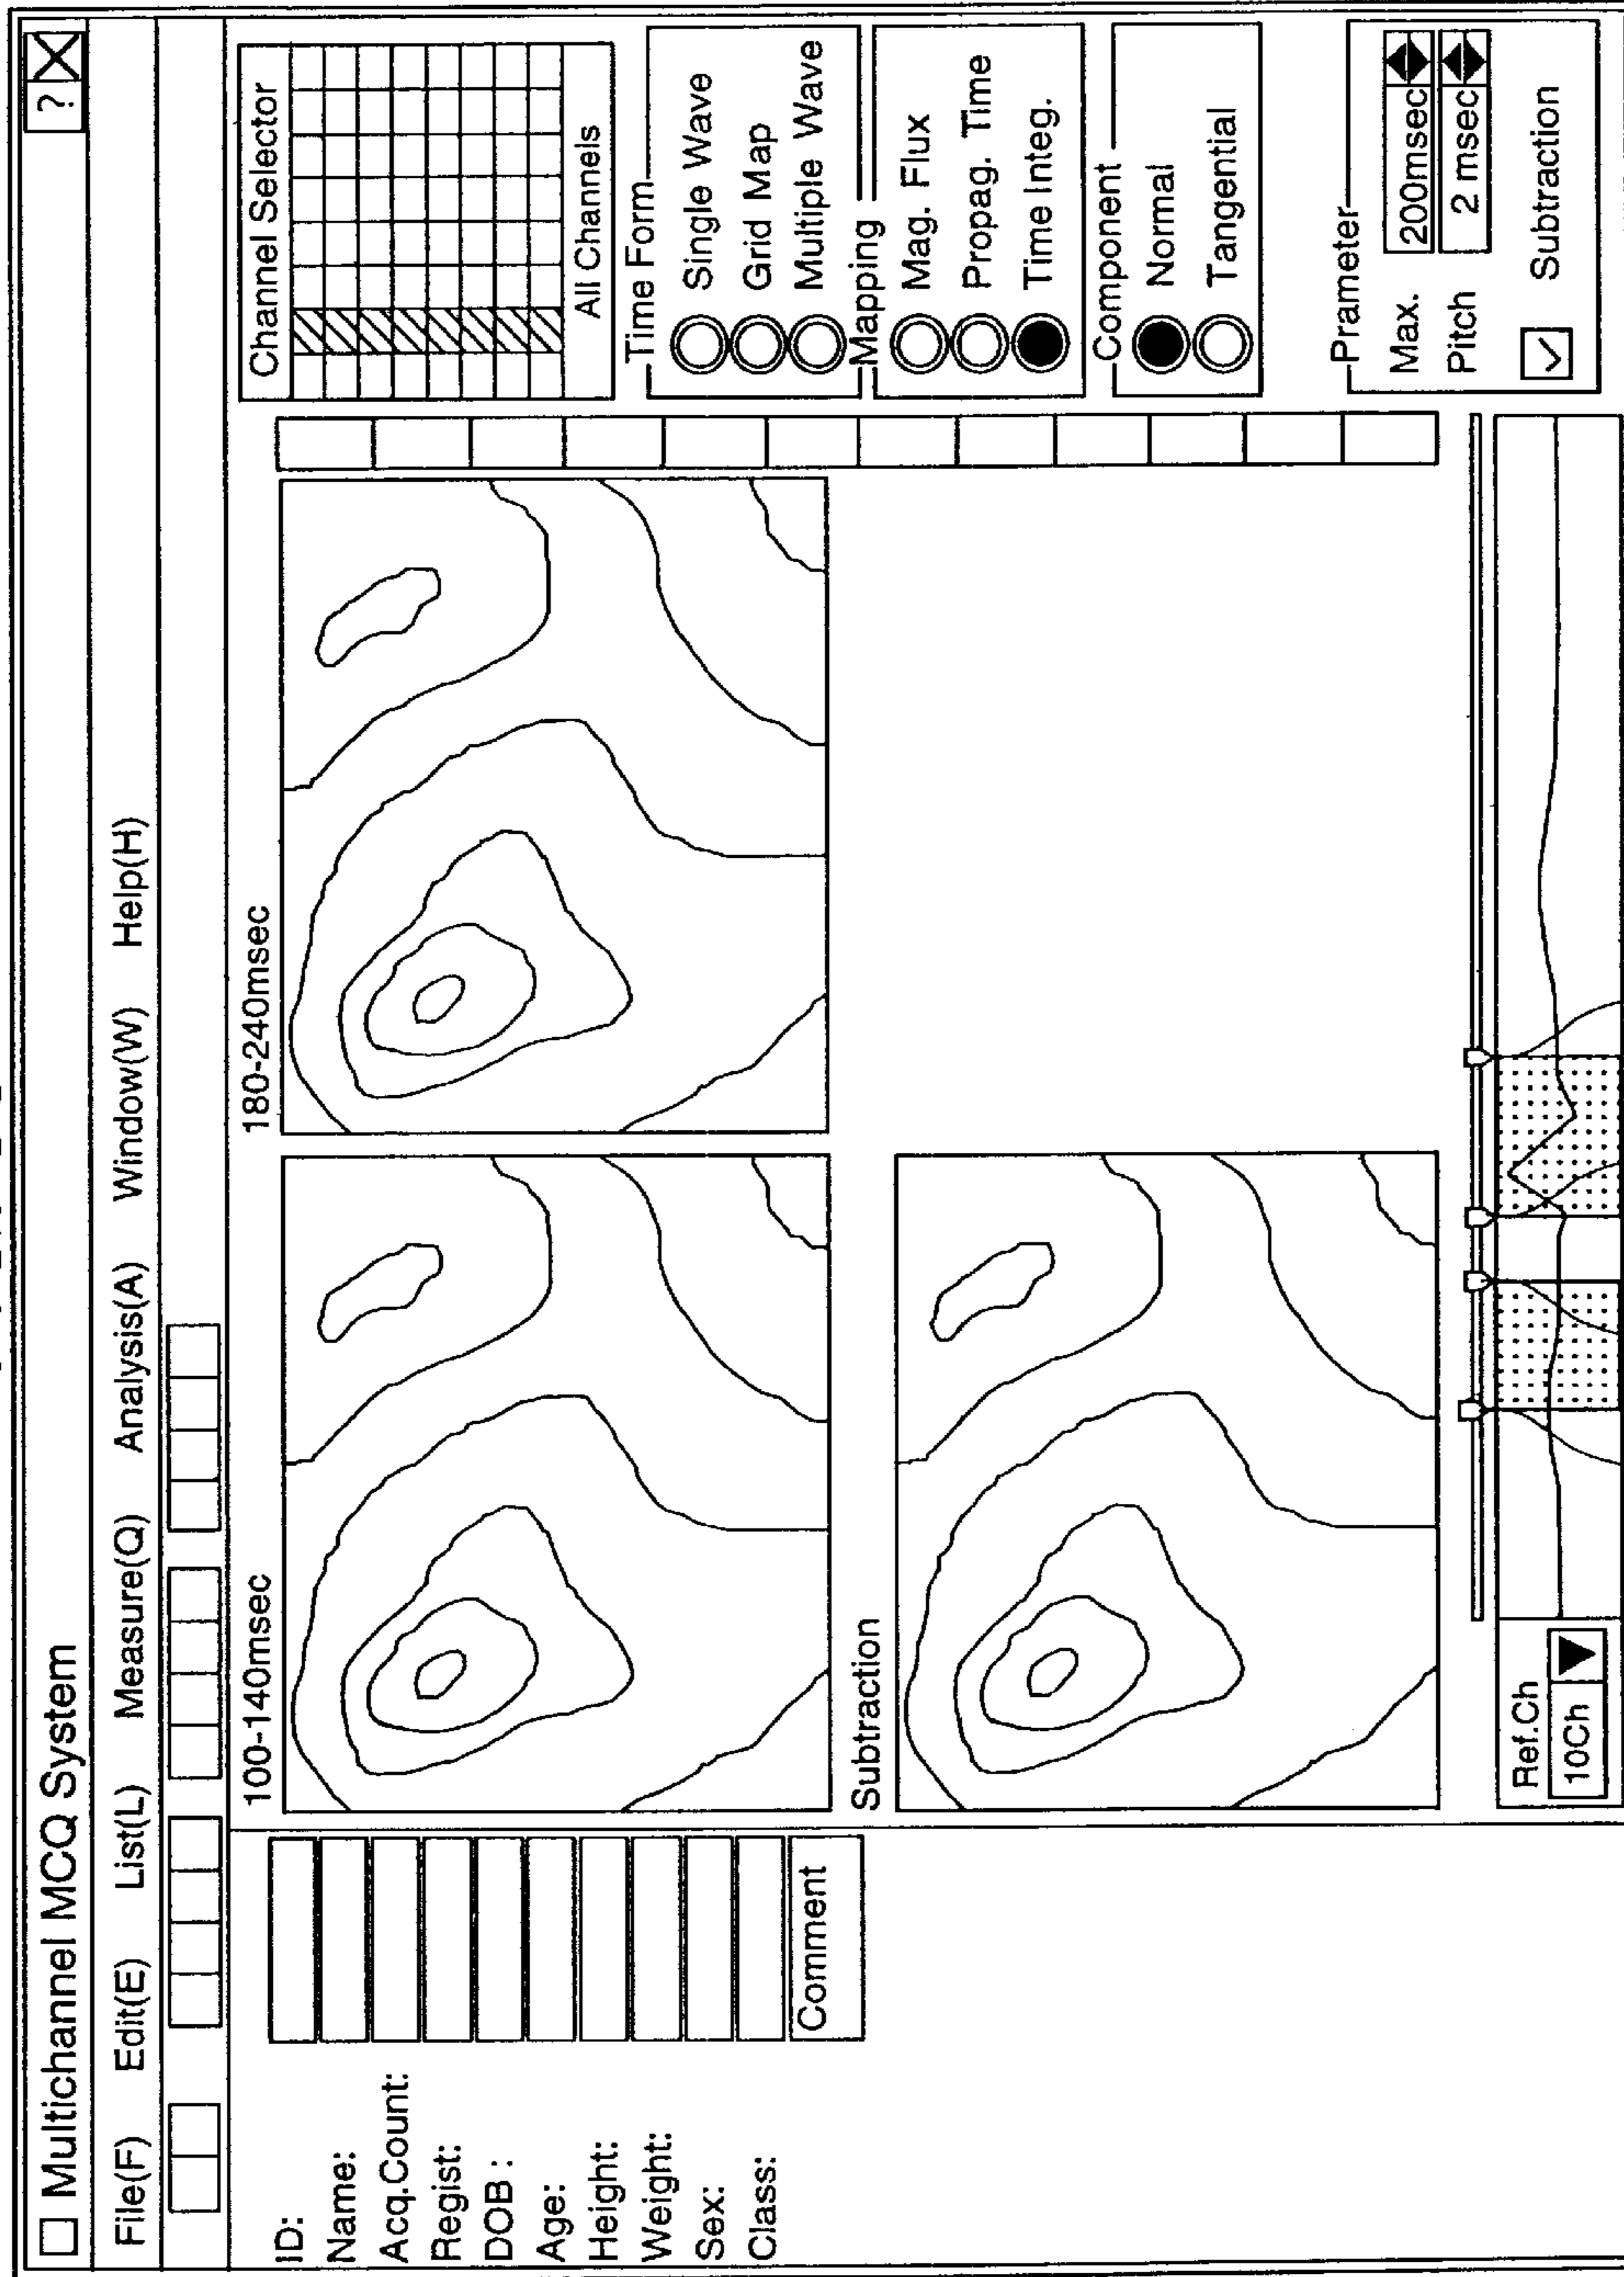 Multichannel MCQ System
? X
File(F) Edit(E) List(L) Measure(Q) Analysis(A) Window(W) Help(H)
ID:
Name:
Acq.Count:
Regist:
DOB :
Age:
Height:
Weight:
Sex:
Class:
Comment
100-140msec
180-240msec
Subtraction
Ref.Ch
10Ch
Channel Selector
All Channels
Time Form
Single Wave
Grid Map
Multiple Wave
Mapping
Mag. Flux
Propag. Time
Time Integ.
Component
Normal
Tangential
Prameter
Max. 200msec
Pitch 2 msec
Subtraction